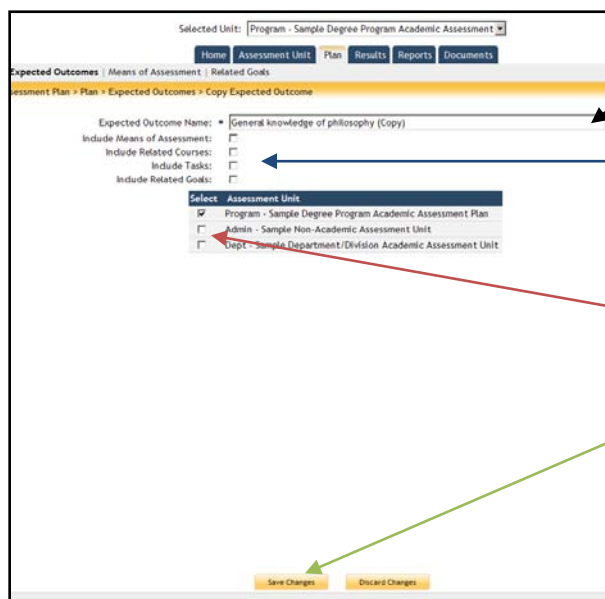 Selected Unit: Program - Sample Degree Program Academic Assessment
Home Assessment Unit Plan Results Reports Documents
Expected Outcomes | Means of Assessment | Related Goals
sessment Plan > Plan > Expected Outcomes > Copy Expected Outcome
Expected Outcome Name: * General knowledge of philosophy (Copy)
Include Means of Assessment:
Include Related Courses:
Include Tasks:
Include Related Goals:
Select Assessment Unit
Program - Sample Degree Program Academic Assessment Plan
Admin - Sample Non-Academic Assessment Unit
Dept - Sample Department/Division Academic Assessment Unit
Save Changes Discard Changes